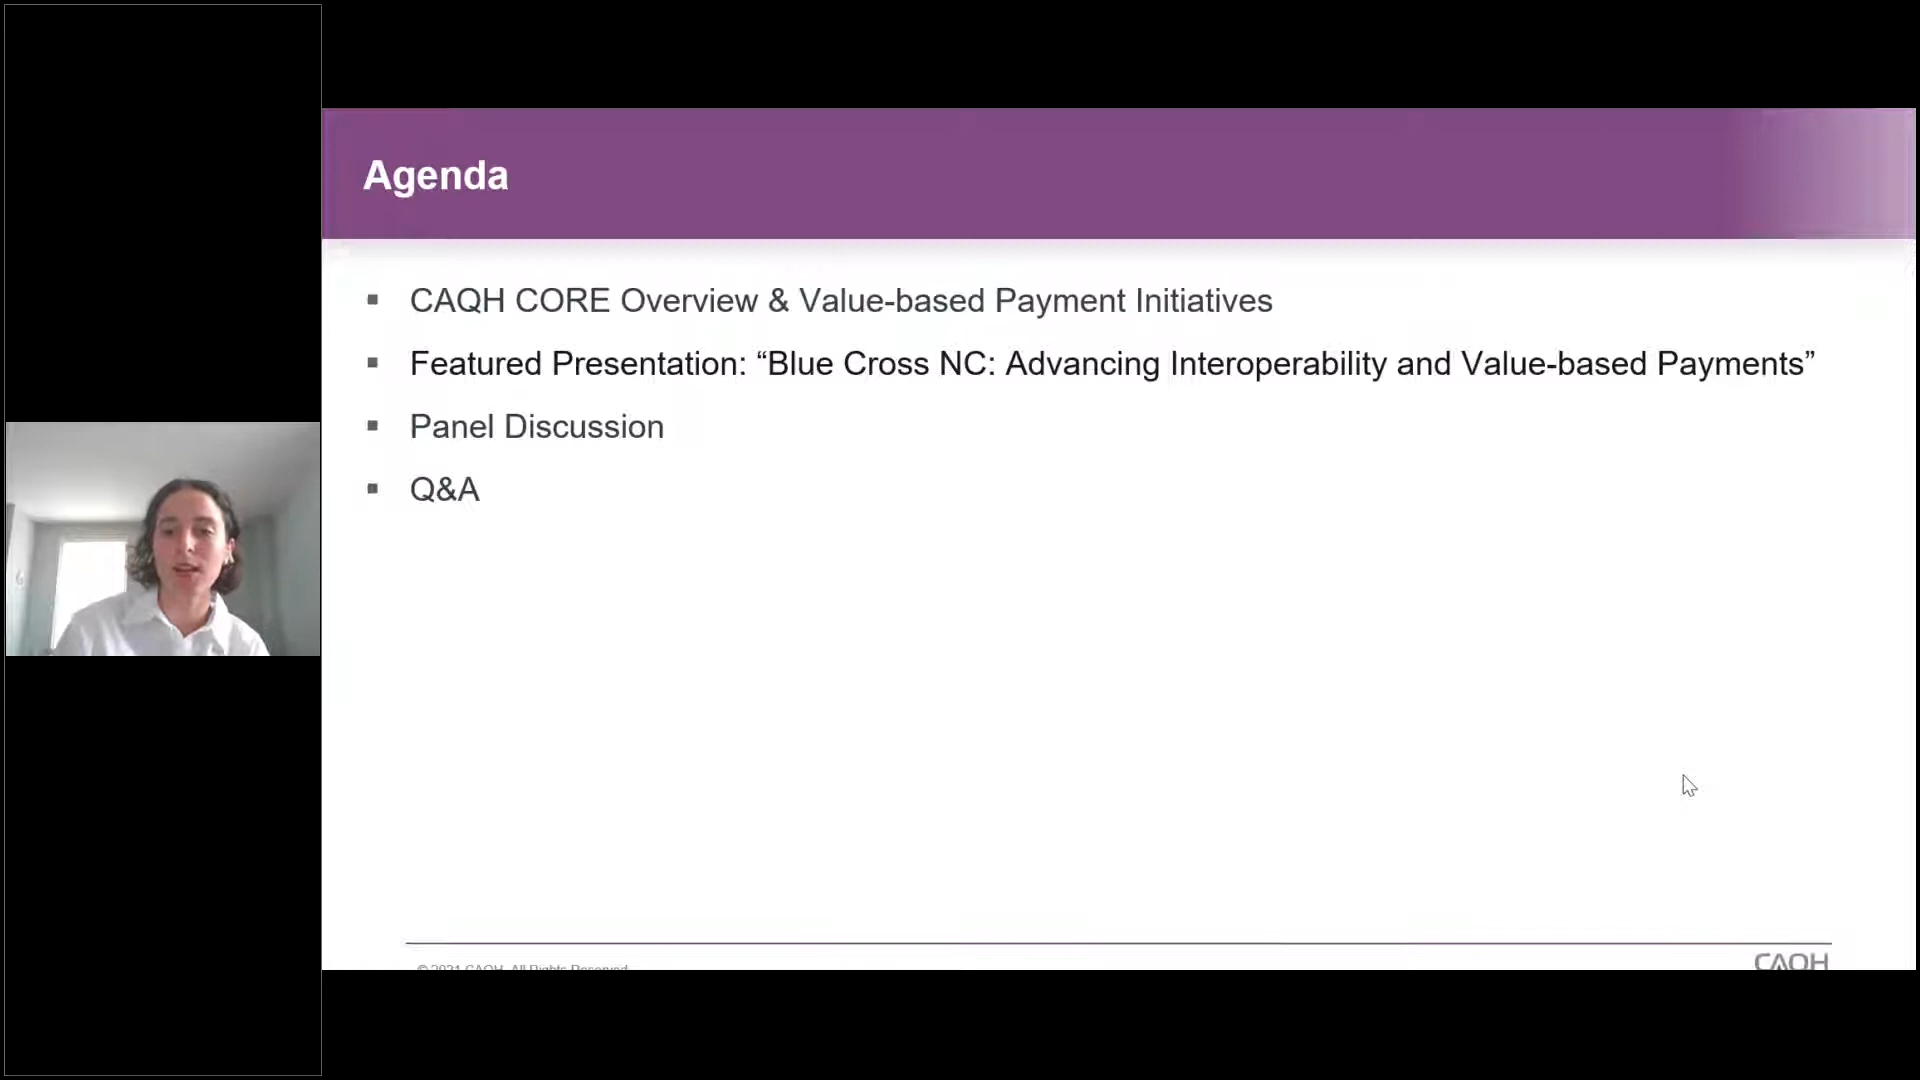 Agenda
CAQH CORE Overview & Value-based Payment Initiatives
Featured Presentation: “Blue Cross NC: Advancing Interoperability and Value-based Payments”
Panel Discussion
Q&A
© 2021 CAQH, All Rights Reserved.
CAQH